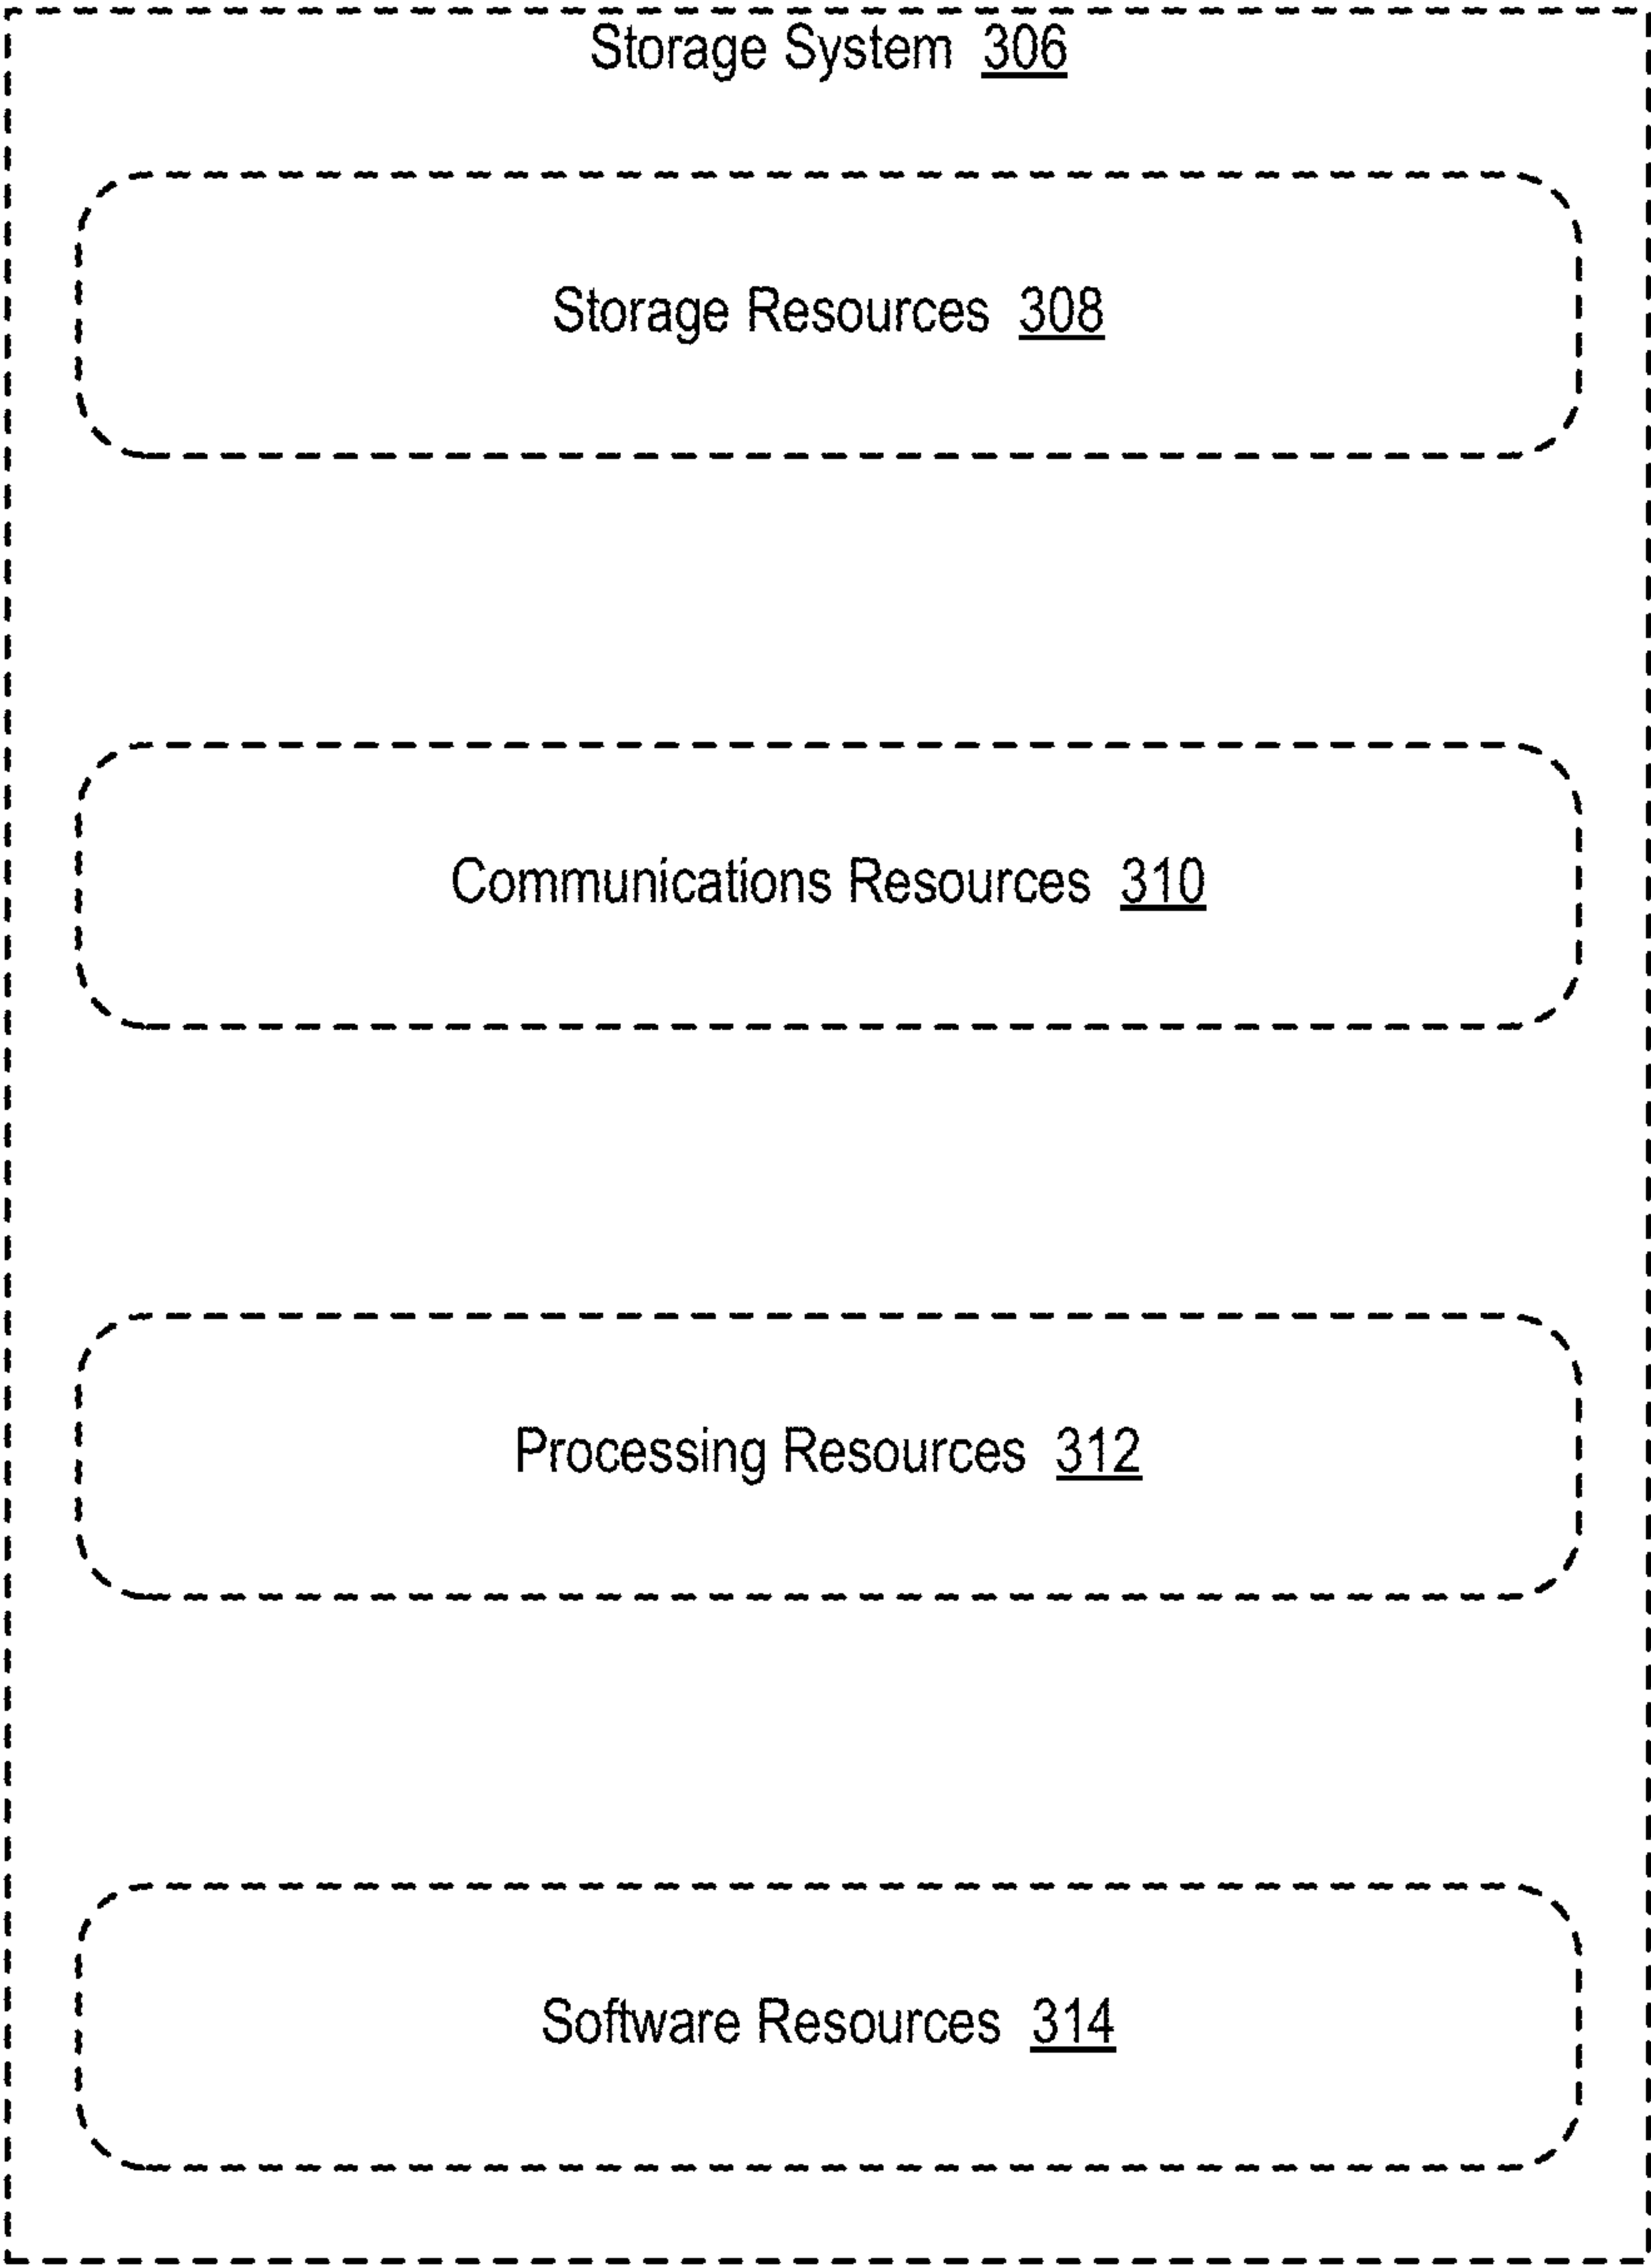 Storage System 306
Storage Resources 308
Communications Resources 310
Processing Resources 312
Software Resources 314